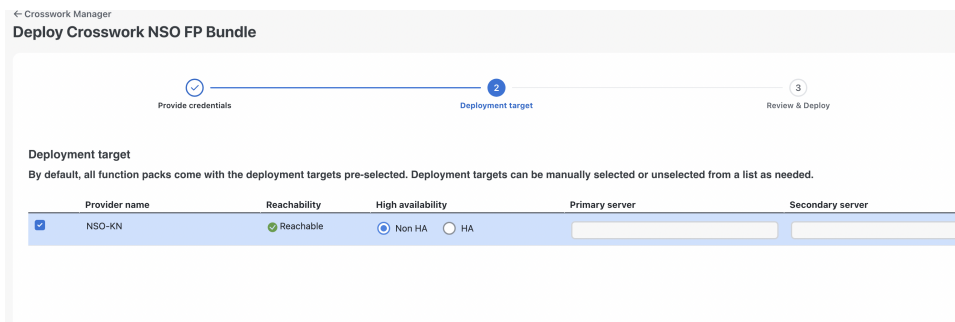 ← Crosswork Manager
Deploy Crosswork NSO FP Bundle
2
3
Provide credentials
Deployment target
Review & Deploy
Deployment target
By default, all function packs come with the deployment targets pre-selected. Deployment targets can be manually selected or unselected from a list as needed.
Provider name Reachability High availability Primary server Secondary server
NSO-KN Reachable Non HA HA